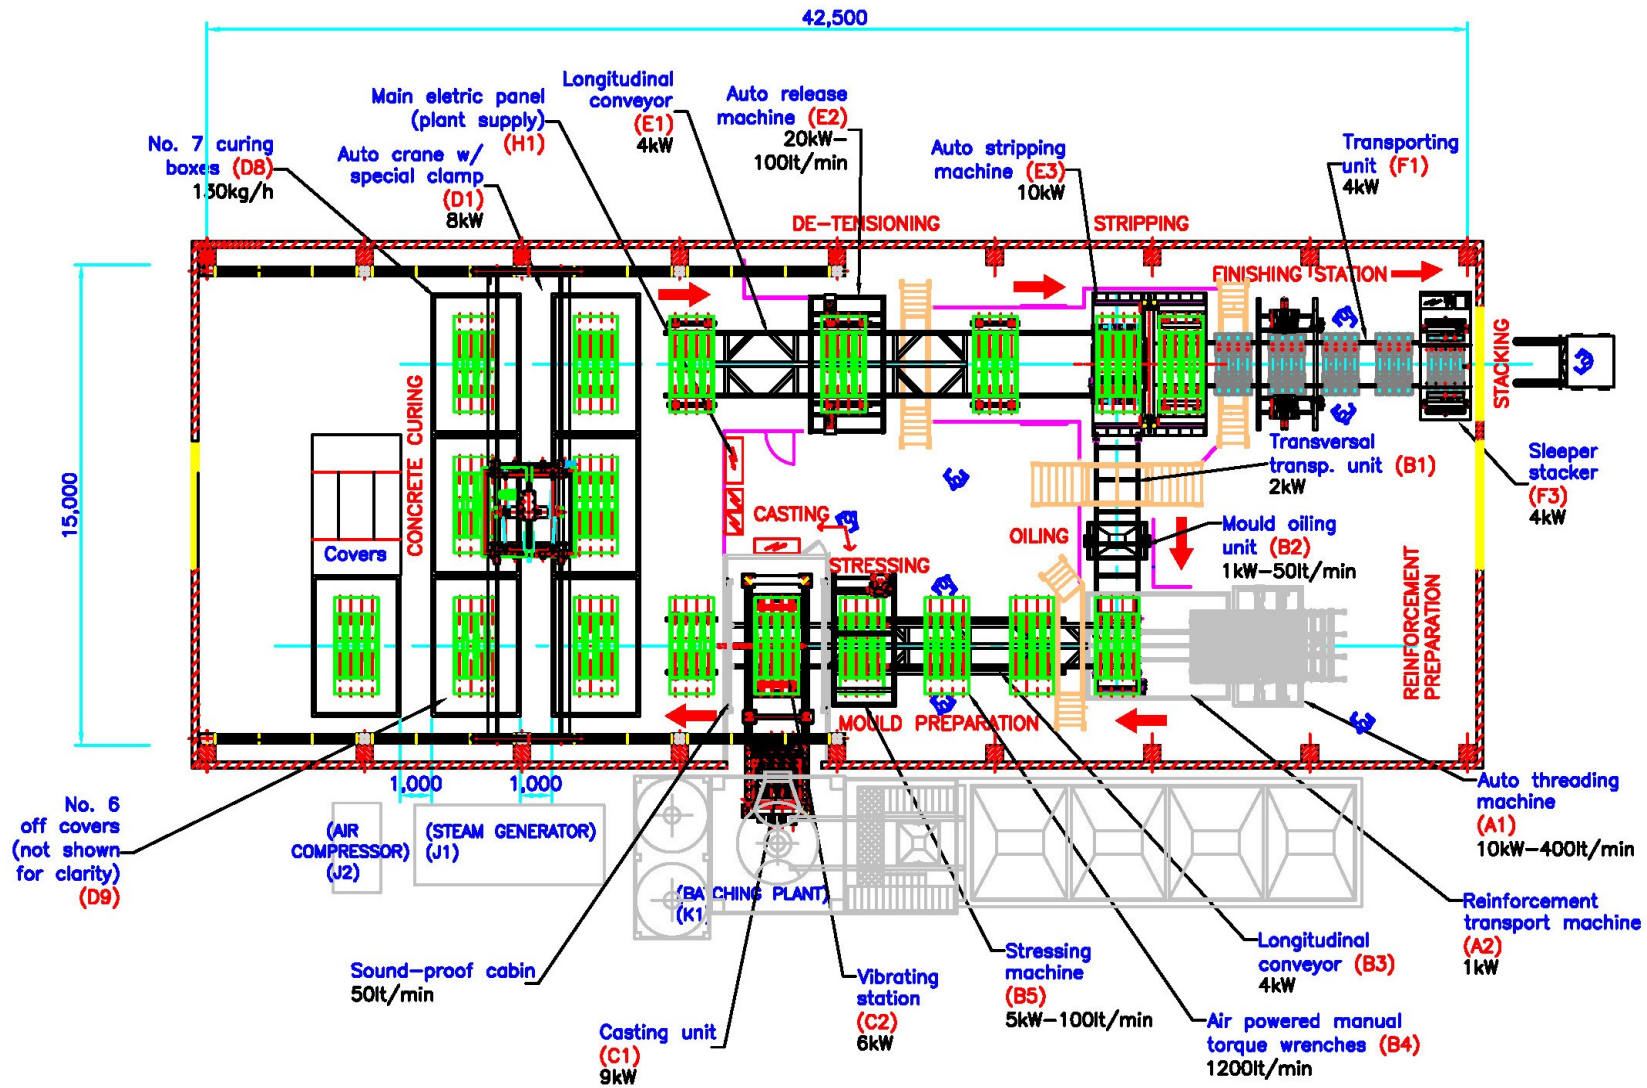 42,500
Longitudinal
conveyor
(E1)
4kW
Main eletric panel
(plant supply)
(H1)
Auto release
machine (E2)
20kW-
100lt/min
No. 7 curing
boxes (D8)
130kg/h
Auto crane w/
special clamp
(D1)
8kW
Auto stripping
machine (E3)
10kW
Transporting
unit (F1)
4kW
DE-TENSIONING
STRIPPING
FINISHING STATION
STACKING
CONCRETE CURING
15,000
Covers
CASTING
STRESSING
OILING
Transversal
transp. unit (B1)
2kW
Sleeper
stacker
(F3)
4kW
Mould oiling
unit (B2)
1kW-50lt/min
REINFORCEMENT
PREPARATION
MOULD PREPARATION
1,000
1,000
No. 6
off covers
(not shown
for clarity)
(D9)
(AIR
COMPRESSOR)
(J2)
(STEAM GENERATOR)
(J1)
(BATCHING PLANT)
(K1)
Auto threading
machine
(A1)
10kW-400lt/min
Reinforcement
transport machine
(A2)
1kW
Sound-proof cabin
50lt/min
Casting unit
(C1)
9kW
Vibrating
station
(C2)
6kW
Stressing
machine
(B5)
5kW-100lt/min
Longitudinal
conveyor (B3)
4kW
Air powered manual
torque wrenches (B4)
1200lt/min